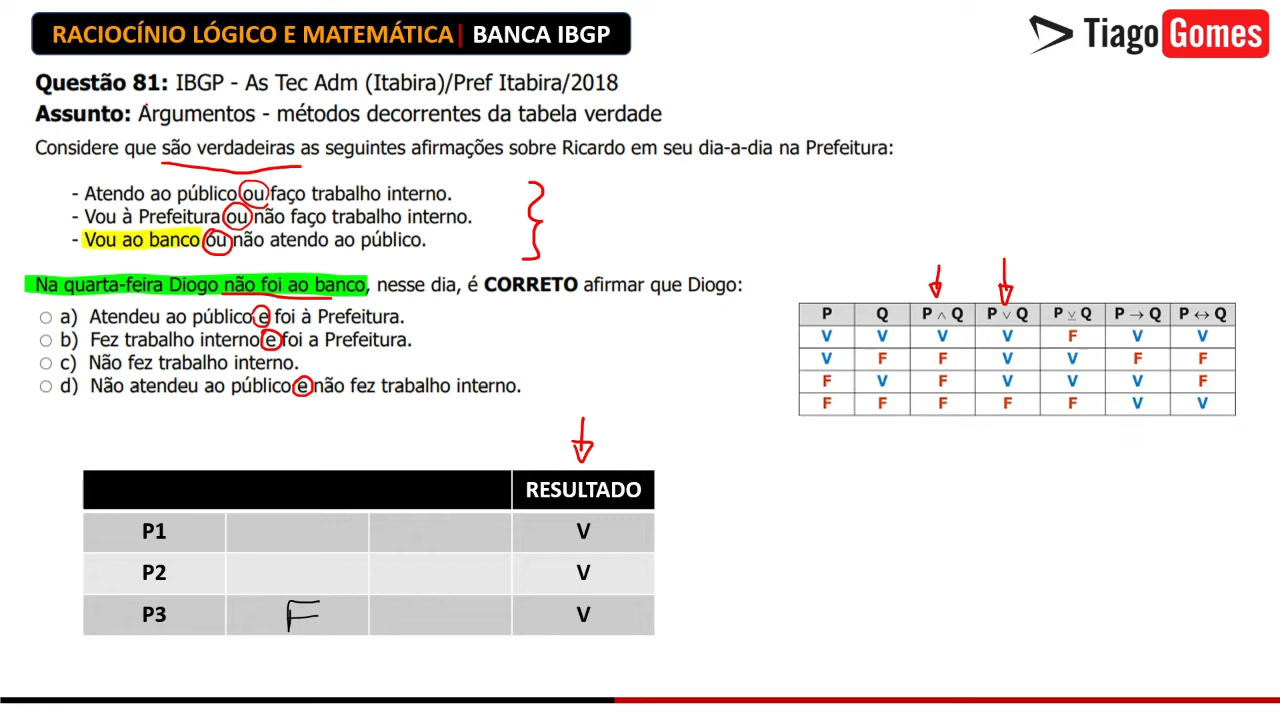 RACIOCÍNIO LÓGICO E MATEMÁTICA | BANCA IBGP
Tiago Gomes
Questão 81: IBGP - As Tec Adm (Itabira)/Pref Itabira/2018
Assunto: Argumentos - métodos decorrentes da tabela verdade
Considere que são verdadeiras as seguintes afirmações sobre Ricardo em seu dia-a-dia na Prefeitura:
- Atendo ao público ou faço trabalho interno.
- Vou à Prefeitura ou não faço trabalho interno.
- Vou ao banco ou não atendo ao público.
Na quarta-feira Diogo não foi ao banco, nesse dia, é CORRETO afirmar que Diogo:
a) Atendeu ao público e foi à Prefeitura.
b) Fez trabalho interno e foi a Prefeitura.
c) Não fez trabalho interno.
d) Não atendeu ao público e não fez trabalho interno.
P Q P ∧ Q P ∨ Q P ⊻ Q P → Q P ↔ Q
V V V V F V V
V F F V V F F
F V F V V V F
F F F F F V V
RESULTADO
P1 V
P2 V
P3 F V